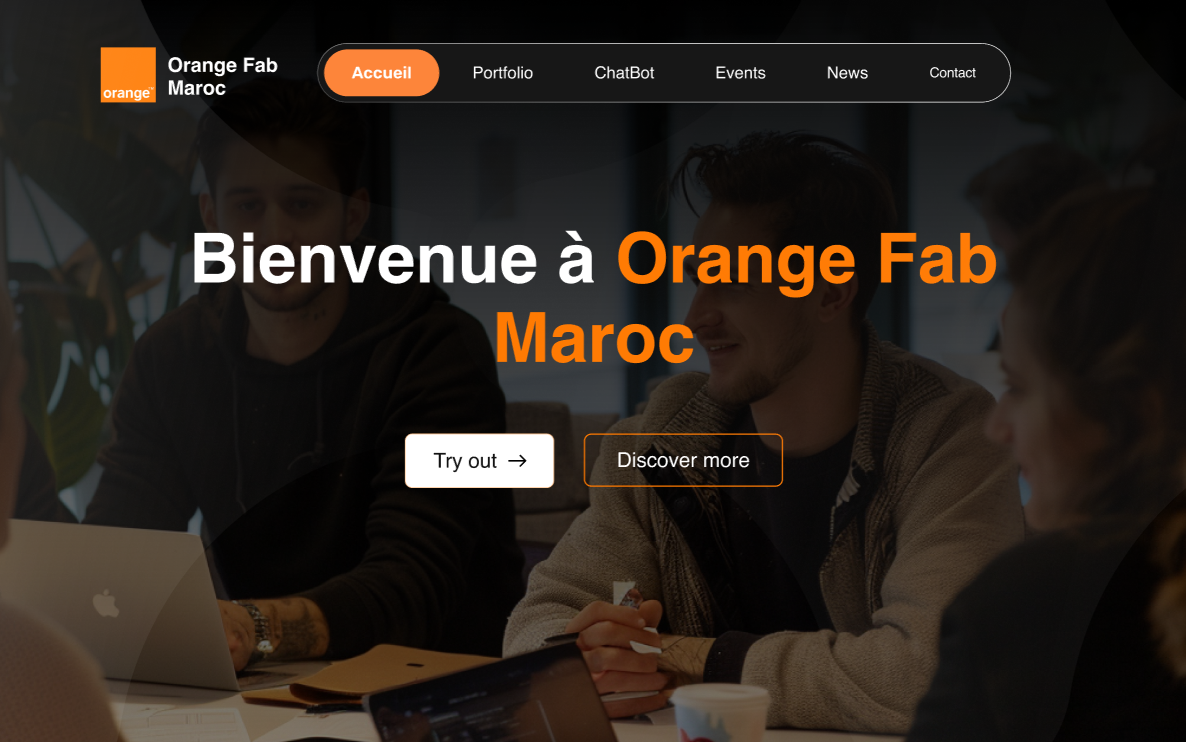 orange™
Orange Fab
Maroc
Accueil
Portfolio
ChatBot
Events
News
Contact
Bienvenue à Orange Fab
Maroc
Try out →
Discover more